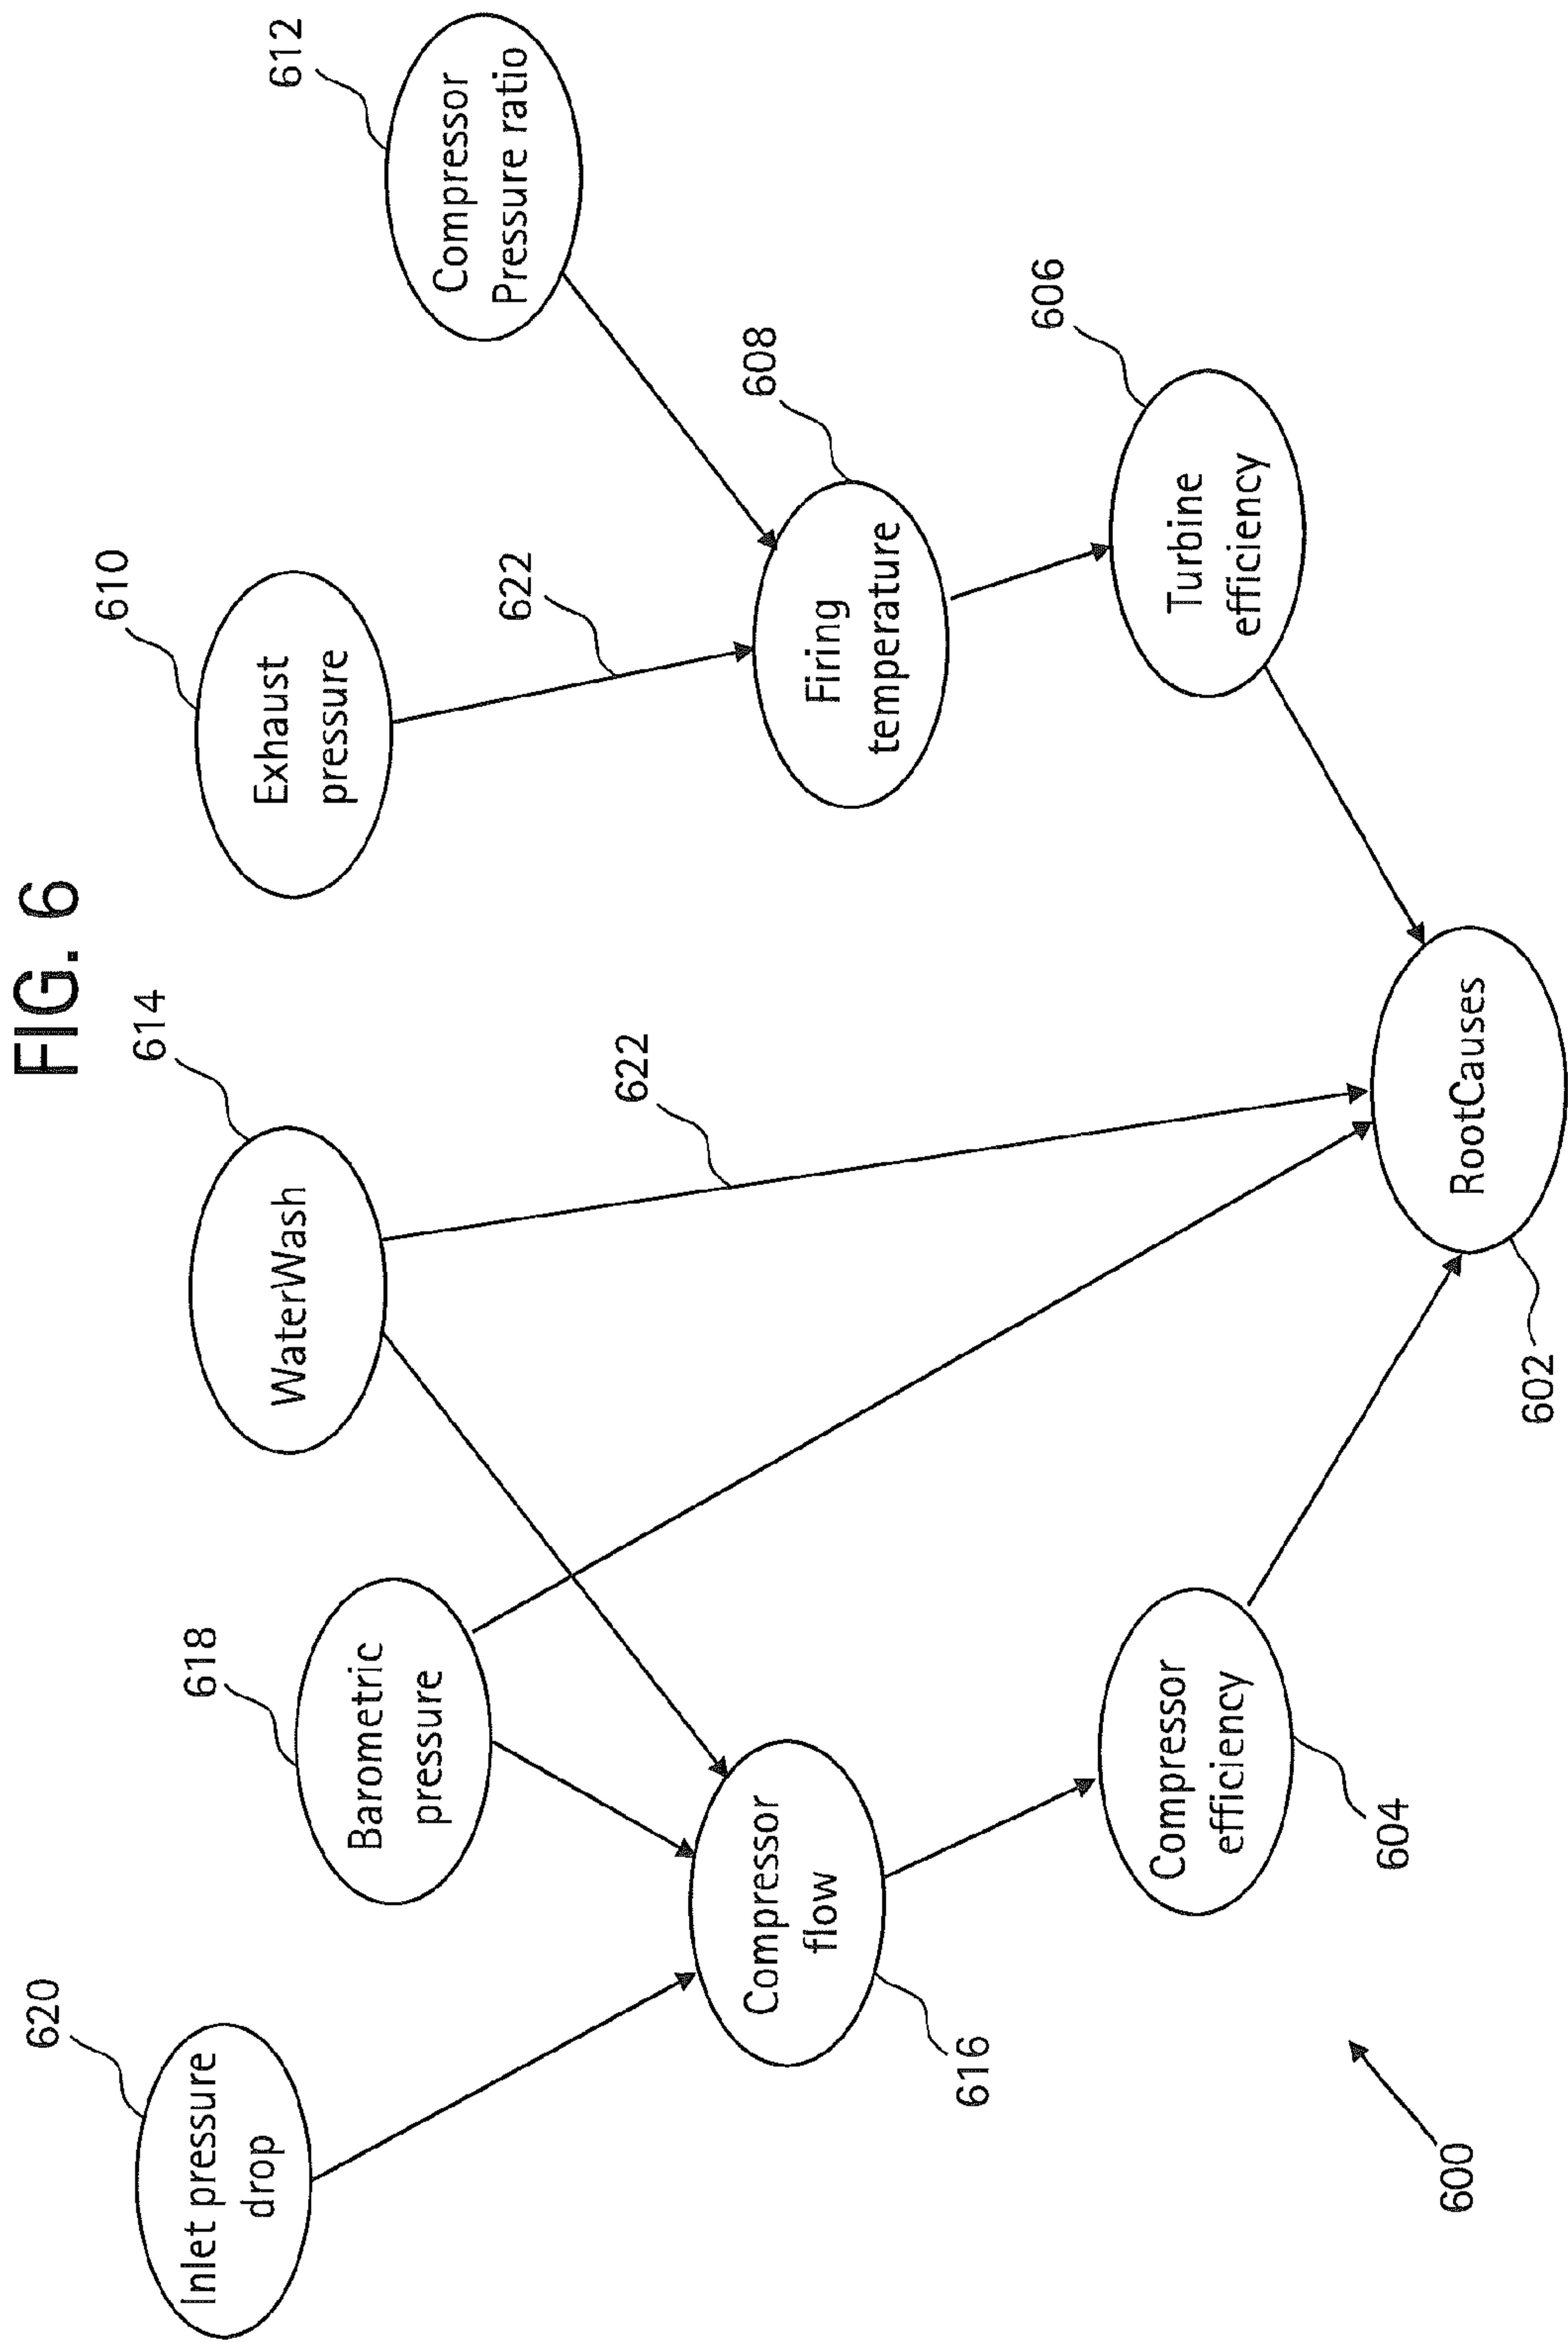 FIG. 6
620
Inlet pressure
drop
618
Barometric
pressure
614
WaterWash
610
Exhaust
pressure
612
Compressor
Pressure ratio
622
622
608
Firing
temperature
Compressor
flow
616
606
Turbine
efficiency
Compressor
efficiency
604
RootCauses
602
600